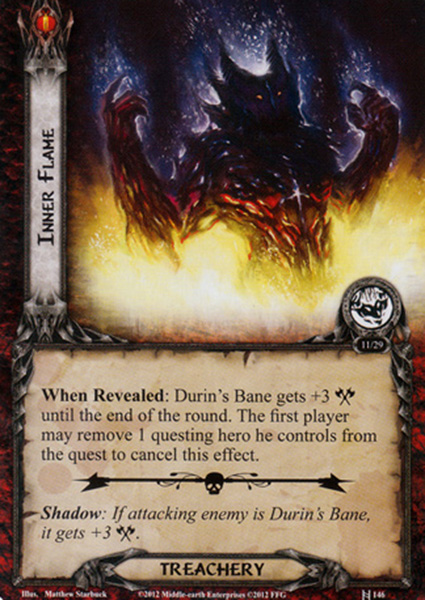 INNER FLAME
11/29
When Revealed: Durin's Bane gets +3
until the end of the round. The first player
may remove 1 questing hero he controls from
the quest to cancel this effect.
Shadow: If attacking enemy is Durin's Bane,
it gets +3 .
TREACHERY
Illus. Matthew Starbuck ©2012 Middle-earth Enterprises ©2012 FFG 146